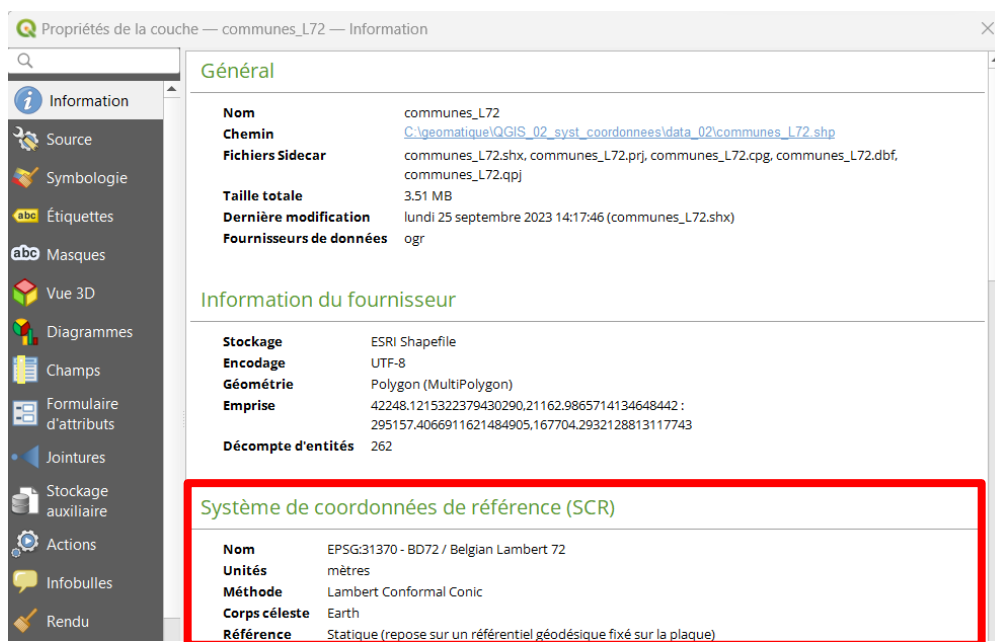 Propriétés de la couche — communes_L72 — Information
Information
Source
Symbologie
abc Étiquettes
abc Masques
Vue 3D
Diagrammes
Champs
Formulaire
d'attributs
Jointures
Stockage
auxiliaire
Actions
Infobulles
Rendu
Général
Nom communes_L72
Chemin C:\geomatique\QGIS_02_syst_coordonnees\data_02\communes_L72.shp
Fichiers Sidecar communes_L72.shx, communes_L72.prj, communes_L72.cpg, communes_L72.dbf,
communes_L72.qpj
Taille totale 3.51 MB
Dernière modification lundi 25 septembre 2023 14:17:46 (communes_L72.shx)
Fournisseurs de données ogr
Information du fournisseur
Stockage ESRI Shapefile
Encodage UTF-8
Géométrie Polygon (MultiPolygon)
Emprise 42248.1215322379430290,21162.9865714134648442 :
295157.4066911621484905,167704.2932128813117743
Décompte d'entités 262
Système de coordonnées de référence (SCR)
Nom EPSG:31370 - BD72 / Belgian Lambert 72
Unités mètres
Méthode Lambert Conformal Conic
Corps céleste Earth
Référence Statique (repose sur un référentiel géodésique fixé sur la plaque)